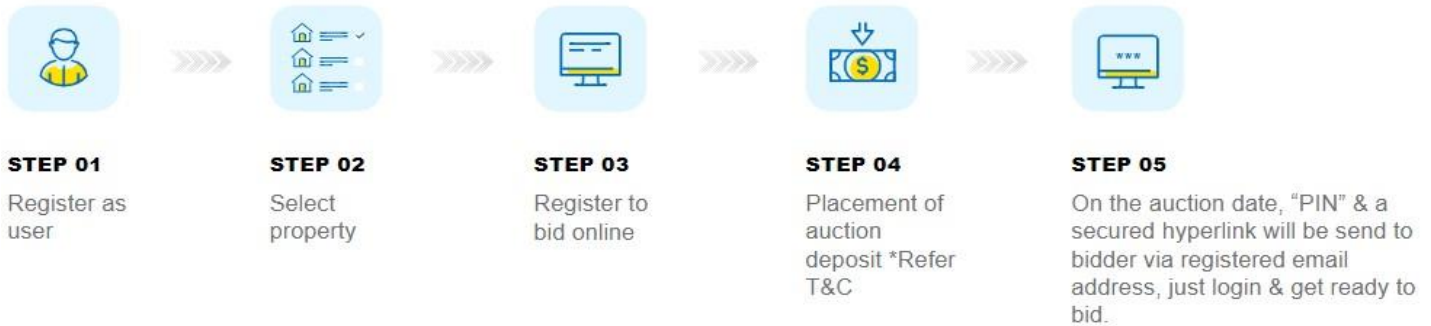 www
STEP 01
Register as
user
STEP 02
Select
property
STEP 03
Register to
bid online
STEP 04
Placement of
auction
deposit *Refer
T&C
STEP 05
On the auction date, “PIN” & a
secured hyperlink will be send to
bidder via registered email
address, just login & get ready to
bid.